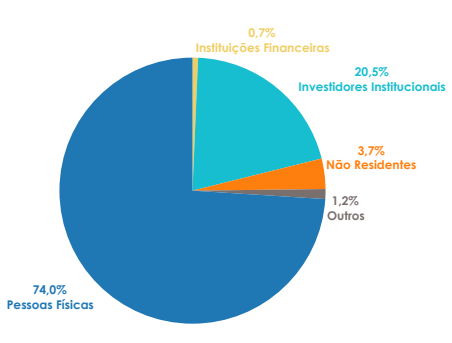 0,7%
Instituições Financeiras
20,5%
Investidores Institucionais
3,7%
Não Residentes
1,2%
Outros
74,0%
Pessoas Físicas